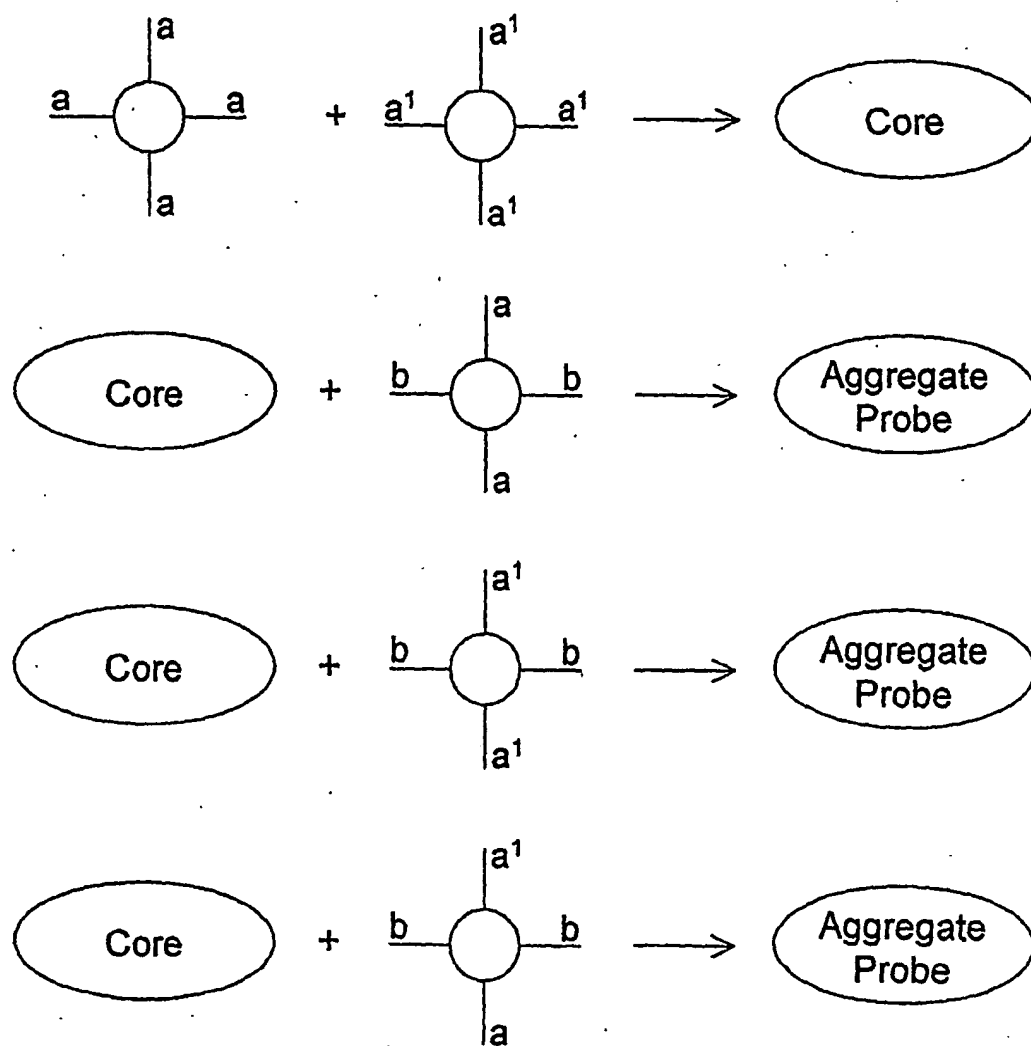 a a¹
a a + a¹ a¹ → Core
a a¹
a
Core + b b → Aggregate Probe
a
a¹
Core + b b → Aggregate Probe
a¹
a¹
Core + b b → Aggregate Probe
a